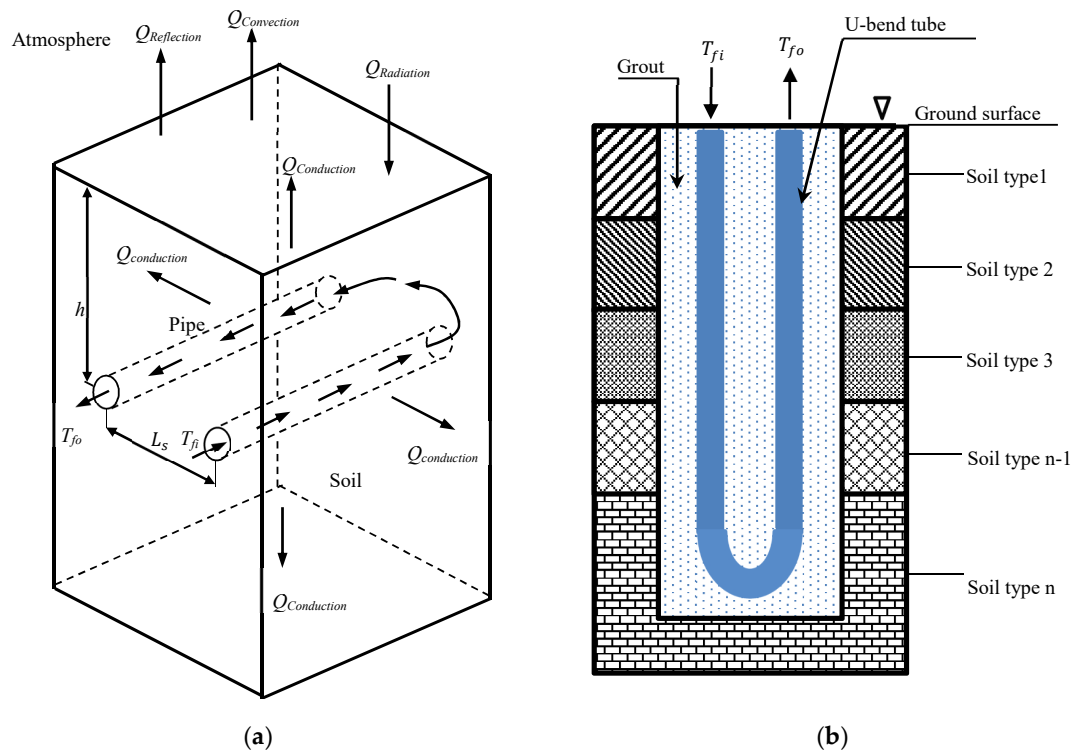 Atmosphere
Q_Reflection
Q_Convection
Q_Radiation
Q_Conduction
Q_conduction
h
Pipe
T_fo
L_s
T_fi
Q_conduction
Soil
Q_Conduction
(a)
U-bend tube
T_fi
T_fo
Grout
Ground surface
Soil type1
Soil type 2
Soil type 3
Soil type n-1
Soil type n
(b)